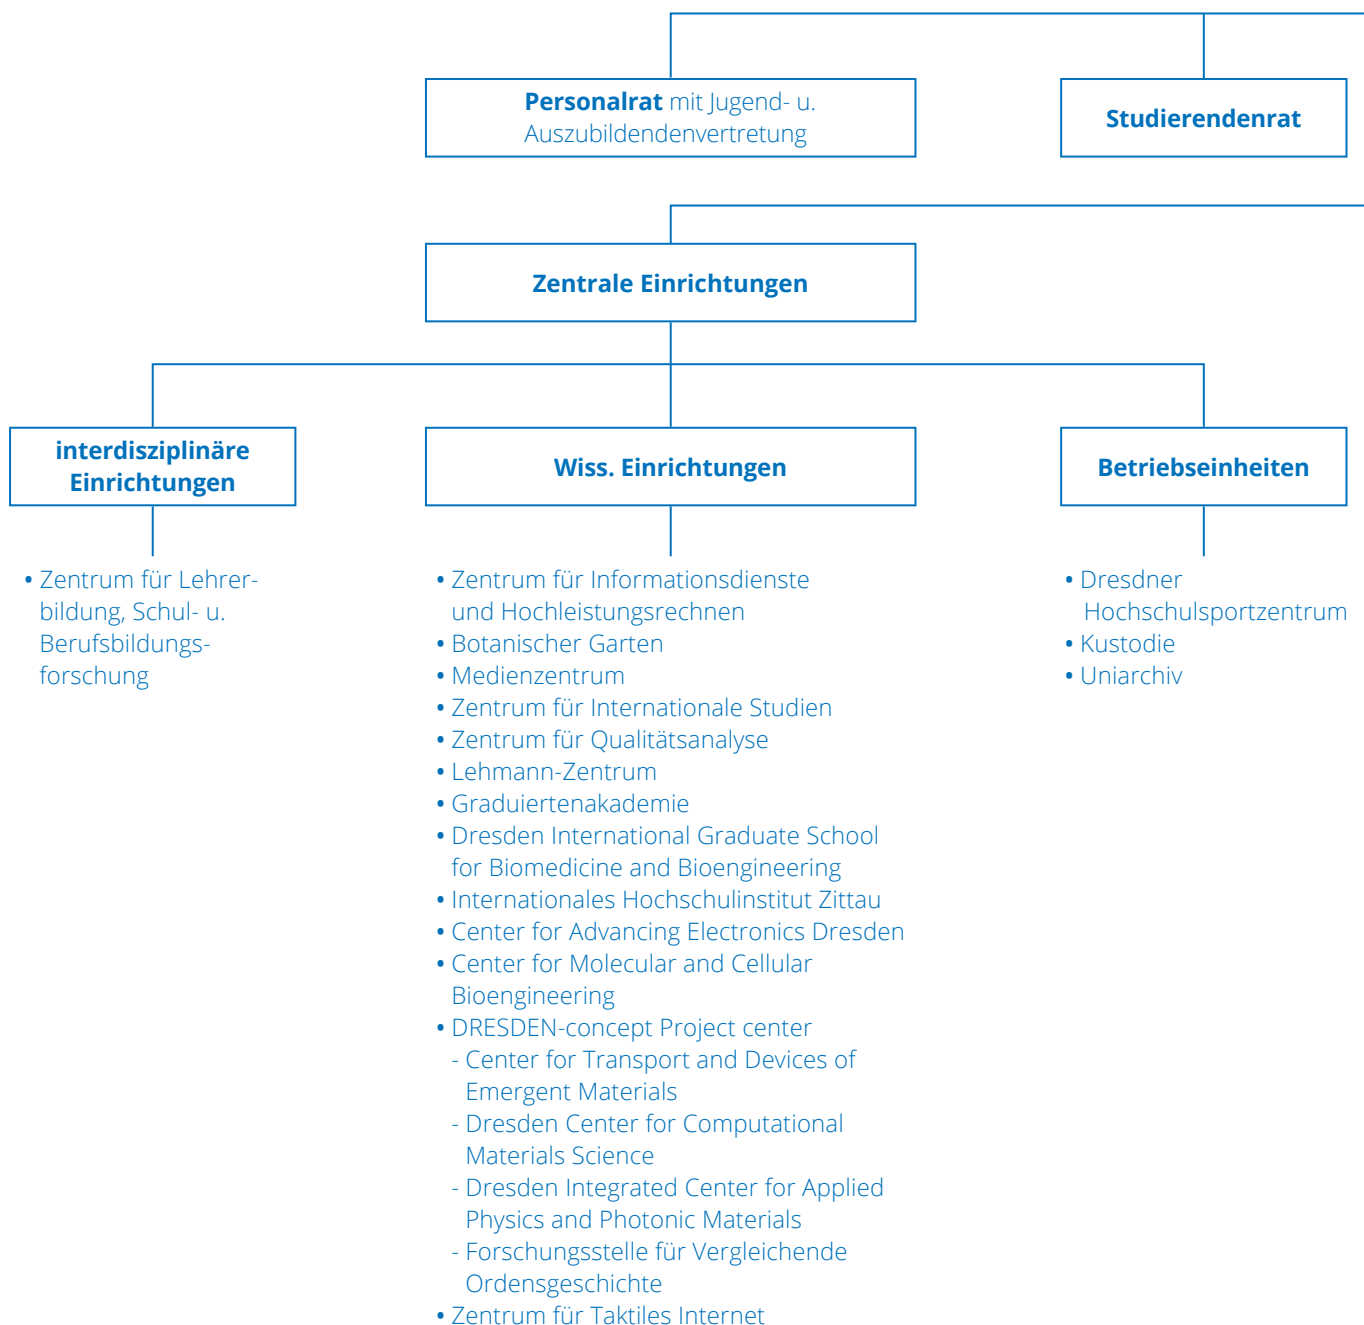 Personalrat mit Jugend- u.
Auszubildendenvertretung
Studierendenrat
Zentrale Einrichtungen
interdisziplinäre
Einrichtungen
Wiss. Einrichtungen
Betriebseinheiten
• Zentrum für Lehrer-
bildung, Schul- u.
Berufsbildungs-
forschung
• Zentrum für Informationsdienste
und Hochleistungsrechnen
• Botanischer Garten
• Medienzentrum
• Zentrum für Internationale Studien
• Zentrum für Qualitätsanalyse
• Lehmann-Zentrum
• Graduiertenakademie
• Dresden International Graduate School
for Biomedicine and Bioengineering
• Internationales Hochschulinstitut Zittau
• Center for Advancing Electronics Dresden
• Center for Molecular and Cellular
Bioengineering
• DRESDEN-concept Project center
- Center for Transport and Devices of
Emergent Materials
- Dresden Center for Computational
Materials Science
- Dresden Integrated Center for Applied
Physics and Photonic Materials
- Forschungsstelle für Vergleichende
Ordensgeschichte
• Zentrum für Taktiles Internet
• Dresdner
Hochschulsportzentrum
• Kustodie
• Uniarchiv